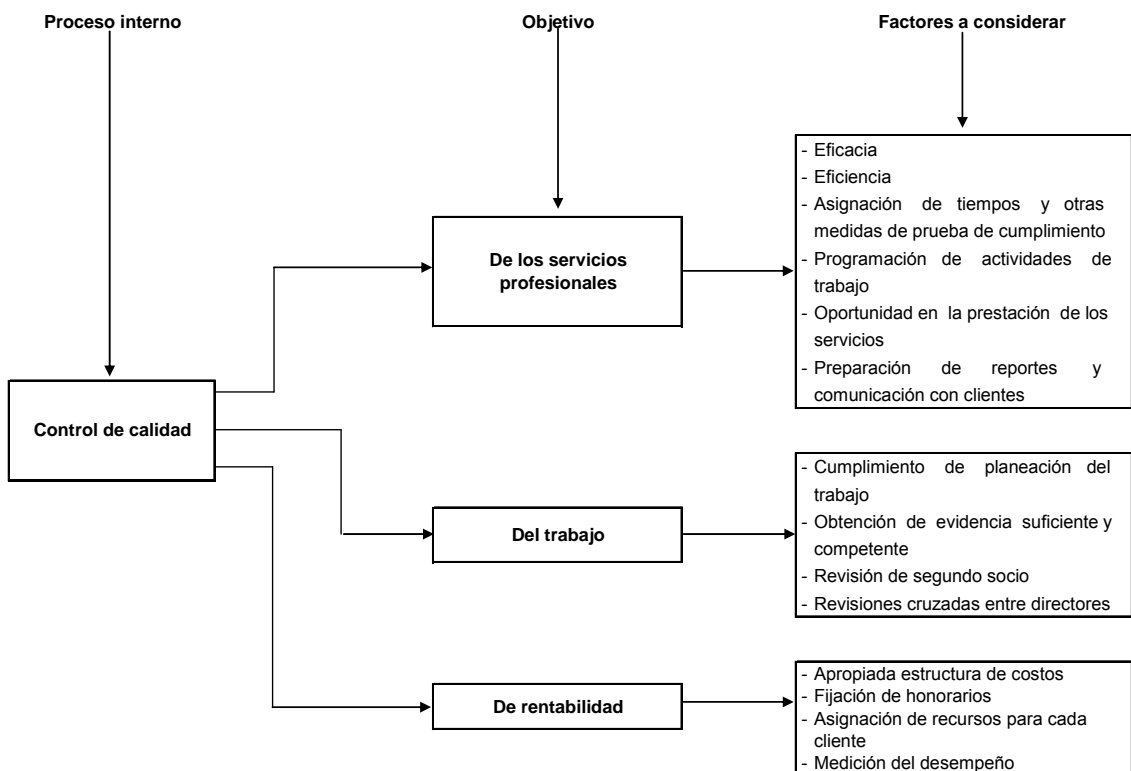 Proceso interno
Objetivo
Factores a considerar
- Eficacia
- Eficiencia
- Asignación de tiempos y otras
medidas de prueba de cumplimiento
- Programación de actividades de
trabajo
- Oportunidad en la prestación de los
servicios
- Preparación de reportes y
comunicación con clientes
De los servicios
profesionales
Control de calidad
- Cumplimiento de planeación del
trabajo
- Obtención de evidencia suficiente y
competente
- Revisión de segundo socio
- Revisiones cruzadas entre directores
Del trabajo
- Apropiada estructura de costos
- Fijación de honorarios
- Asignación de recursos para cada
cliente
- Medición del desempeño
De rentabilidad